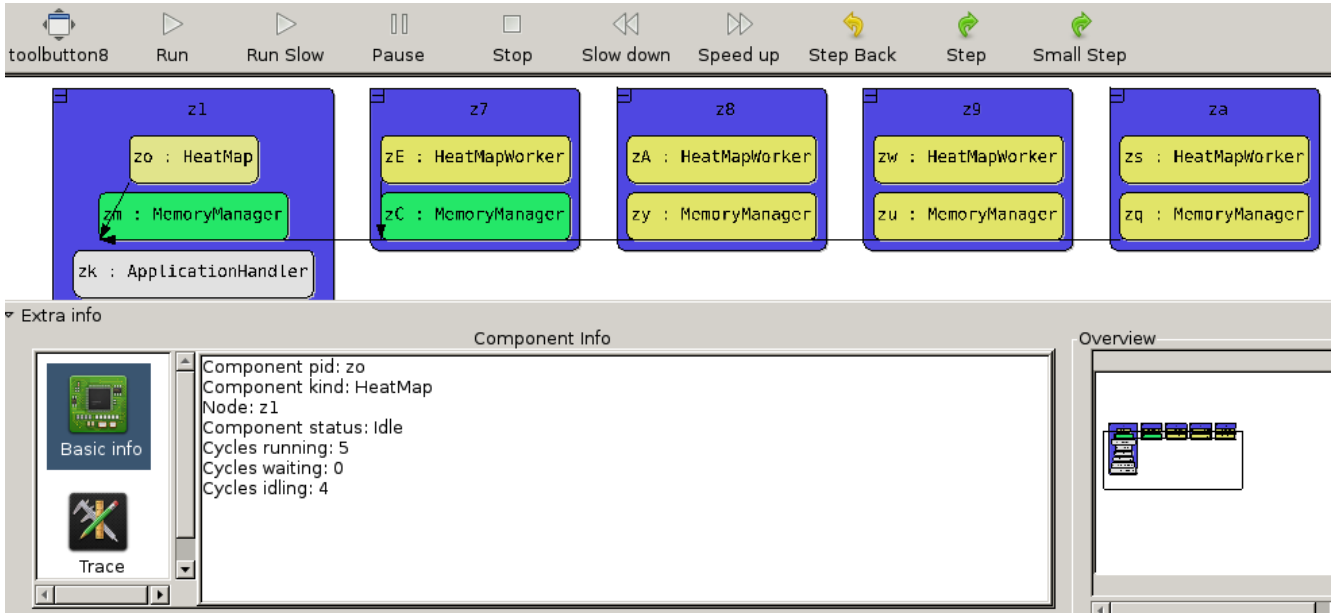 toolbutton8 Run Run Slow Pause Stop Slow down Speed up Step Back Step Small Step
z1 z7 z8 z9 za
zo : HeatMap zE : HeatMapWorker zA : HeatMapWorker zw : HeatMapWorker zs : HeatMapWorker
zm : MemoryManager zC : MemoryManager zy : MemoryManager zu : MemoryManager zq : MemoryManager
zk : ApplicationHandler
Extra info
Component Info Overview
Component pid: zo
Component kind: HeatMap
Node: z1
Component status: Idle
Cycles running: 5
Cycles waiting: 0
Cycles idling: 4
Basic info
Trace